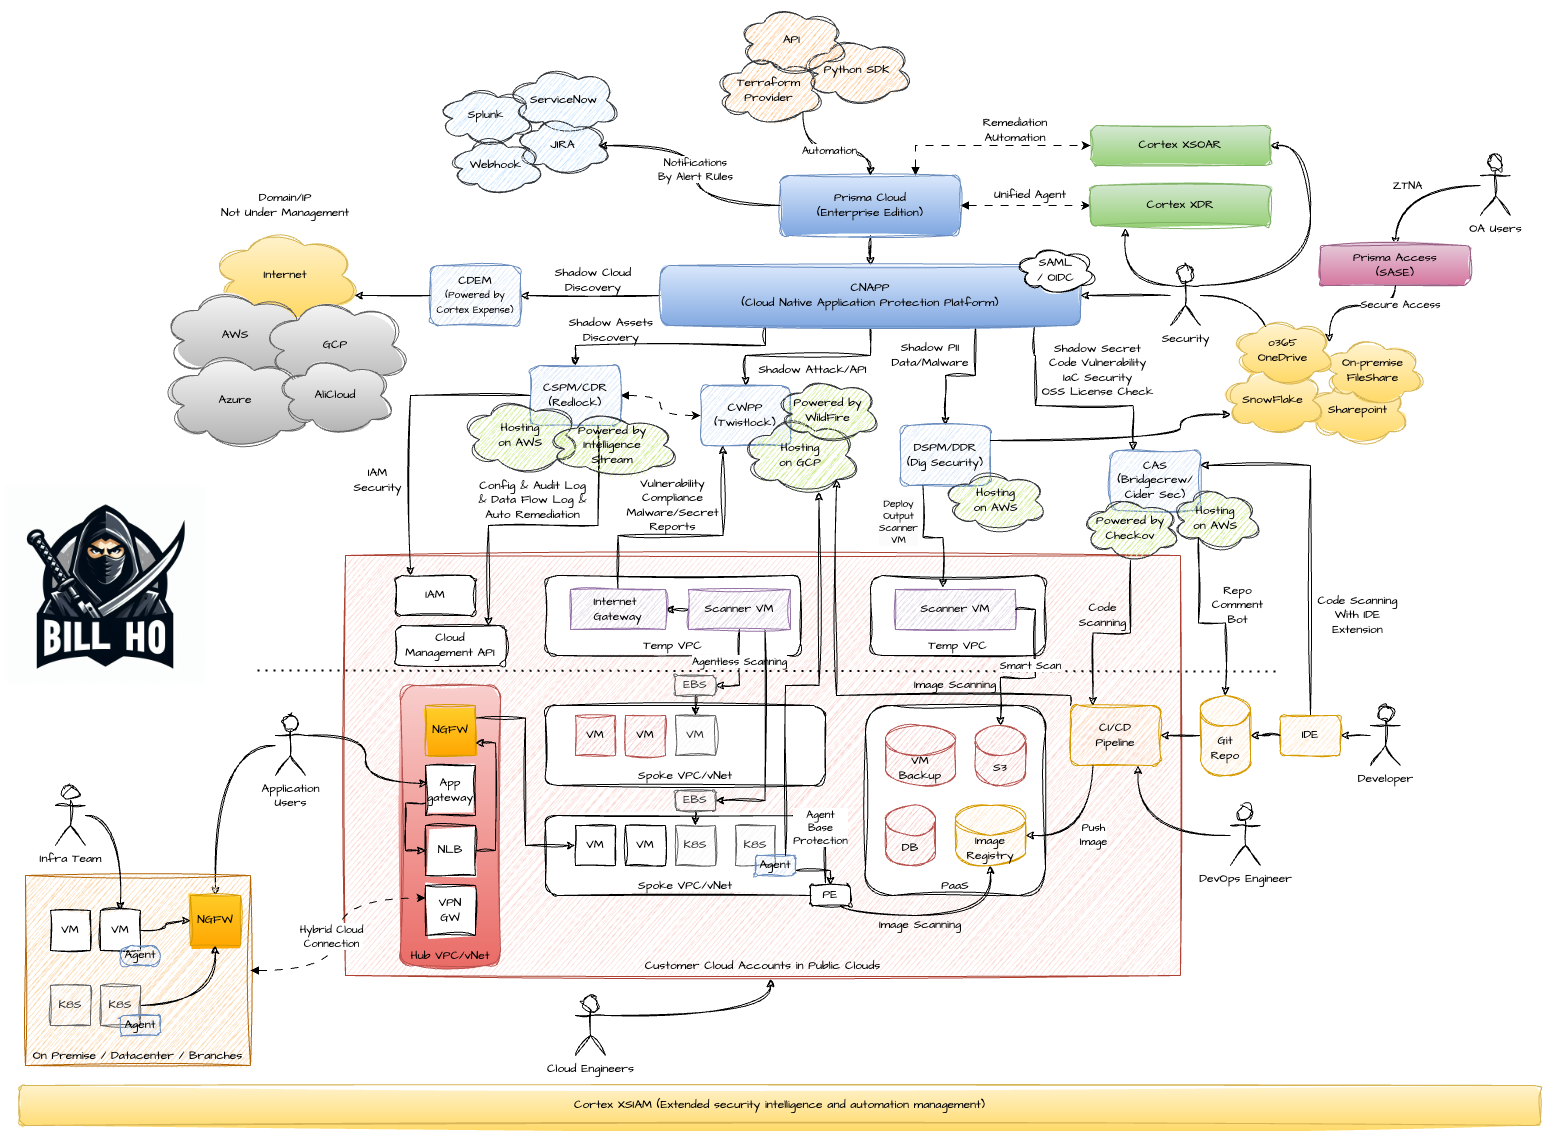 API
Python SDK
Terraform
Provider
ServiceNow
Splunk
JIRA
Webhook
Automation
Notifications
By Alert Rules
Remediation
AUtomation
Cortex XSOAR
Prisma Cloud
(Enterprise Edition)
Unified Agent
Cortex XDR
ZTNA
OA Users
Domain/IP
Not Under Management
Internet
AWS
GCP
Azure
AliCloud
CDEM
(Powered by
Cortex Expense)
Shadow Cloud
Discovery
CNAPP
(Cloud Native Application Protection Platform)
SAML
/ OIDC
Security
Prisma Access
(SASE)
Secure Access
o365
OneDrive
On-premise
FileShare
SnowFlake
Sharepoint
Shadow Assets
Discovery
Shadow Attack/API
Shadow PII
Data/Malware
Shadow Secret
Code Vulnerability
IaC Security
OSS License Check
CSPM/CDR
(Redlock)
Hosting
on AWS
Powered by
Intelligence
Stream
CWPP
(Twistlock)
Powered by
WildFire
Hosting
on GCP
DSPM/DDR
(Dig Security)
Hosting
on AWS
CAS
(Bridgecrew/
Cider Sec)
Powered by
Checkov
Hosting
on AWS
IAM
Security
Config & Audit Log
& Data Flow Log &
Auto Remediation
Vulnerability
Compliance
Malware/Secret
Reports
Deploy
Output
Scanner
VM
BILL HO
IAM
Cloud
Management API
Internet
Gateway
Scanner VM
Temp VPC
Scanner VM
Temp VPC
Code
Scanning
Repo
Comment
Bot
Code Scanning
With IDE
Extension
Agentless Scanning
Smart Scan
Image Scanning
EBS
NGFW
App
gateway
NLB
VPN
GW
Hub VPC/vNet
VM
VM
VM
Spoke VPC/vNet
EBS
VM
VM
K8S
K8S
Agent
Spoke VPC/vNet
Agent
Base
Protection
PE
VM
Backup
S3
DB
Image
Registry
PaaS
Image Scanning
CI/CD
Pipeline
Git
Repo
IDE
Developer
Push
Image
DevOps Engineer
Application
Users
Infra Team
VM
VM
Agent
NGFW
K8S
K8S
Agent
On Premise / Datacenter / Branches
Hybrid Cloud
Connection
Customer Cloud Accounts in Public Clouds
Cloud Engineers
Cortex XSIAM (Extended security intelligence and automation management)